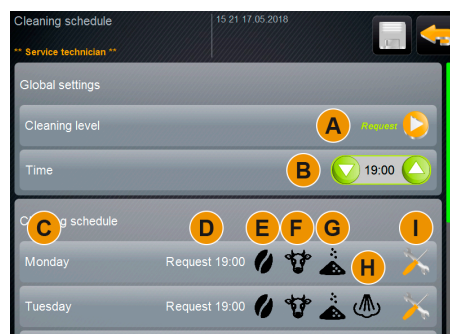 Cleaning schedule
15 21 17.05.2018
** Service technician **
Global settings
Cleaning level A Request
Time B 19:00
C D E F G I
schedule
H
Monday Request 19:00
Tuesday Request 19:00